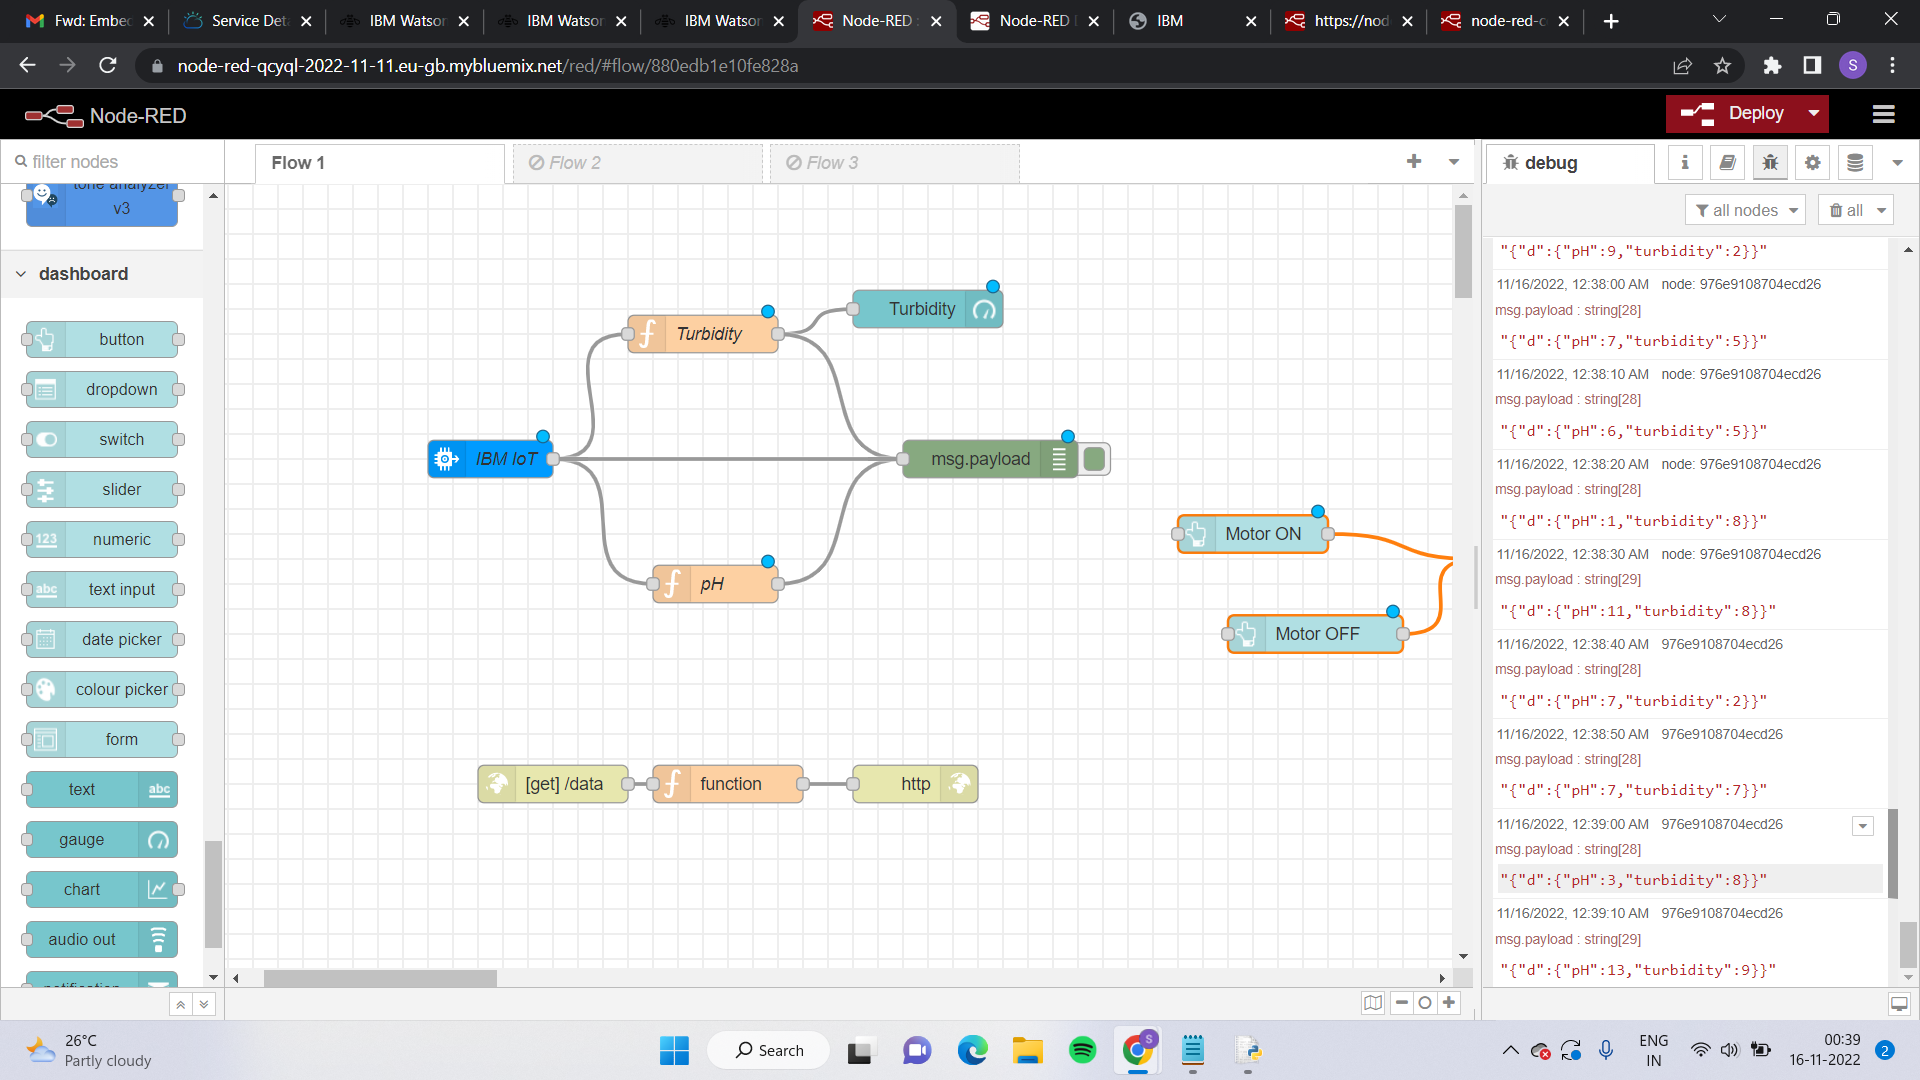 Fwd: Embe
Service Det
IBM Watson
IBM Watson
IBM Watson
Node-RED :
Node-RED
IBM
https://nod
node-red-
node-red-qcyql-2022-11-11.eu-gb.mybluemix.net/red/#flow/880edb1e10fe828a
S
Node-RED
Deploy
filter nodes
Flow 1
Flow 2
Flow 3
debug
i
all nodes
all
tone analyzer
v3
dashboard
button
dropdown
switch
slider
123 numeric
abc text input
date picker
colour picker
form
text abc
gauge
chart
audio out
notification
Turbidity
Turbidity
IBM IoT
msg.payload
pH
Motor ON
Motor OFF
[get] /data
function
http
"{"d":{"pH":9,"turbidity":2}}"
11/16/2022, 12:38:00 AM node: 976e9108704ecd26
msg.payload : string[28]
"{"d":{"pH":7,"turbidity":5}}"
11/16/2022, 12:38:10 AM node: 976e9108704ecd26
msg.payload : string[28]
"{"d":{"pH":6,"turbidity":5}}"
11/16/2022, 12:38:20 AM node: 976e9108704ecd26
msg.payload : string[28]
"{"d":{"pH":1,"turbidity":8}}"
11/16/2022, 12:38:30 AM node: 976e9108704ecd26
msg.payload : string[29]
"{"d":{"pH":11,"turbidity":8}}"
11/16/2022, 12:38:40 AM 976e9108704ecd26
msg.payload : string[28]
"{"d":{"pH":7,"turbidity":2}}"
11/16/2022, 12:38:50 AM 976e9108704ecd26
msg.payload : string[28]
"{"d":{"pH":7,"turbidity":7}}"
11/16/2022, 12:39:00 AM 976e9108704ecd26
msg.payload : string[28]
"{"d":{"pH":3,"turbidity":8}}"
11/16/2022, 12:39:10 AM 976e9108704ecd26
msg.payload : string[29]
"{"d":{"pH":13,"turbidity":9}}"
26°C
Partly cloudy
Search
S
ENG
IN
00:39
16-11-2022
2